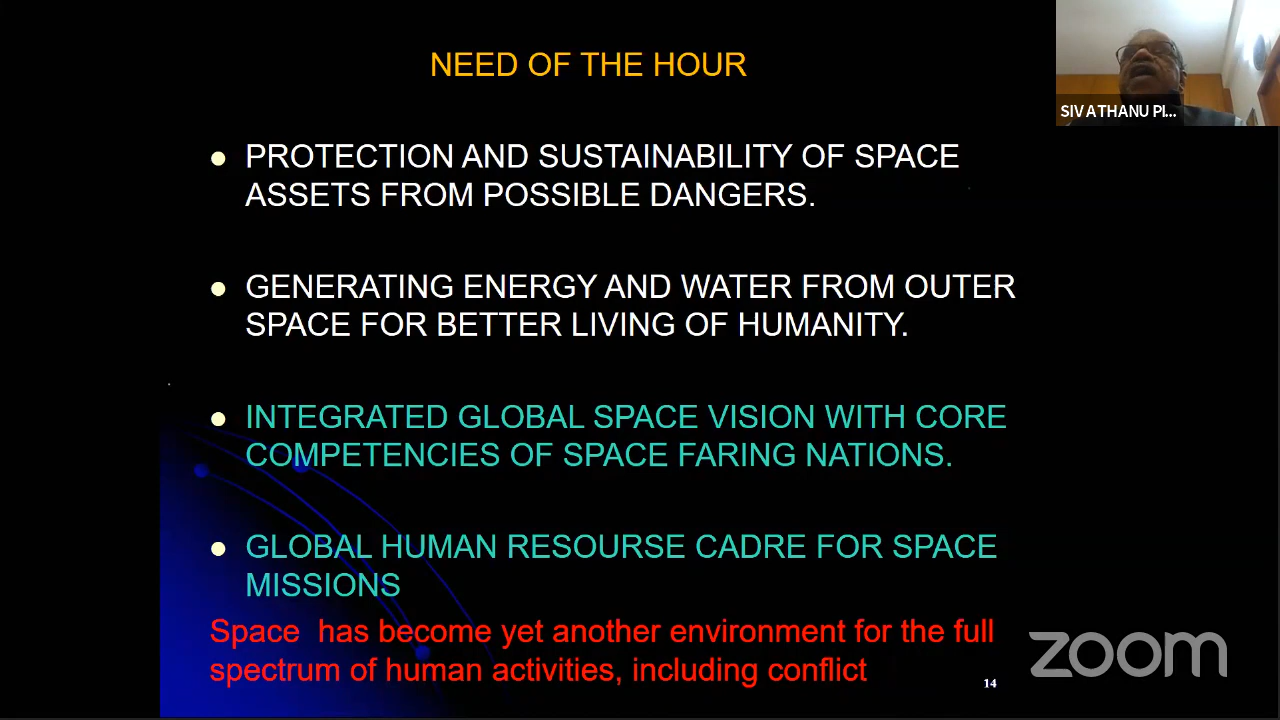 NEED OF THE HOUR
SIVATHANU PI...
PROTECTION AND SUSTAINABILITY OF SPACE
ASSETS FROM POSSIBLE DANGERS.
GENERATING ENERGY AND WATER FROM OUTER
SPACE FOR BETTER LIVING OF HUMANITY.
INTEGRATED GLOBAL SPACE VISION WITH CORE
COMPETENCIES OF SPACE FARING NATIONS.
GLOBAL HUMAN RESOURSE CADRE FOR SPACE
MISSIONS
Space has become yet another environment for the full
spectrum of human activities, including conflict
14
zoom